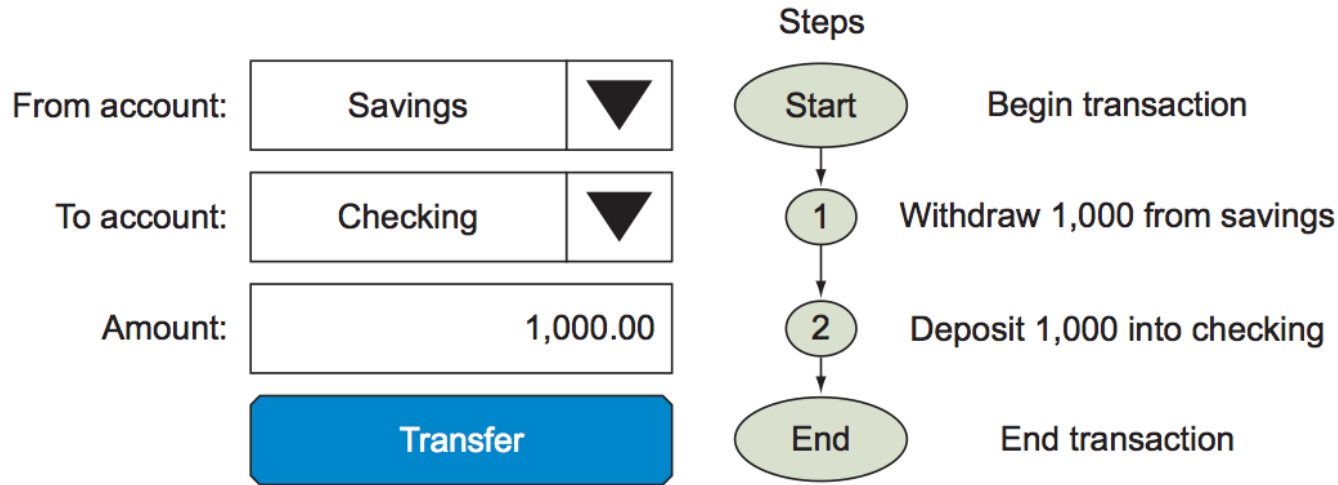 Steps
From account: Savings Start Begin transaction
To account: Checking 1 Withdraw 1,000 from savings
Amount: 1,000.00 2 Deposit 1,000 into checking
Transfer End End transaction